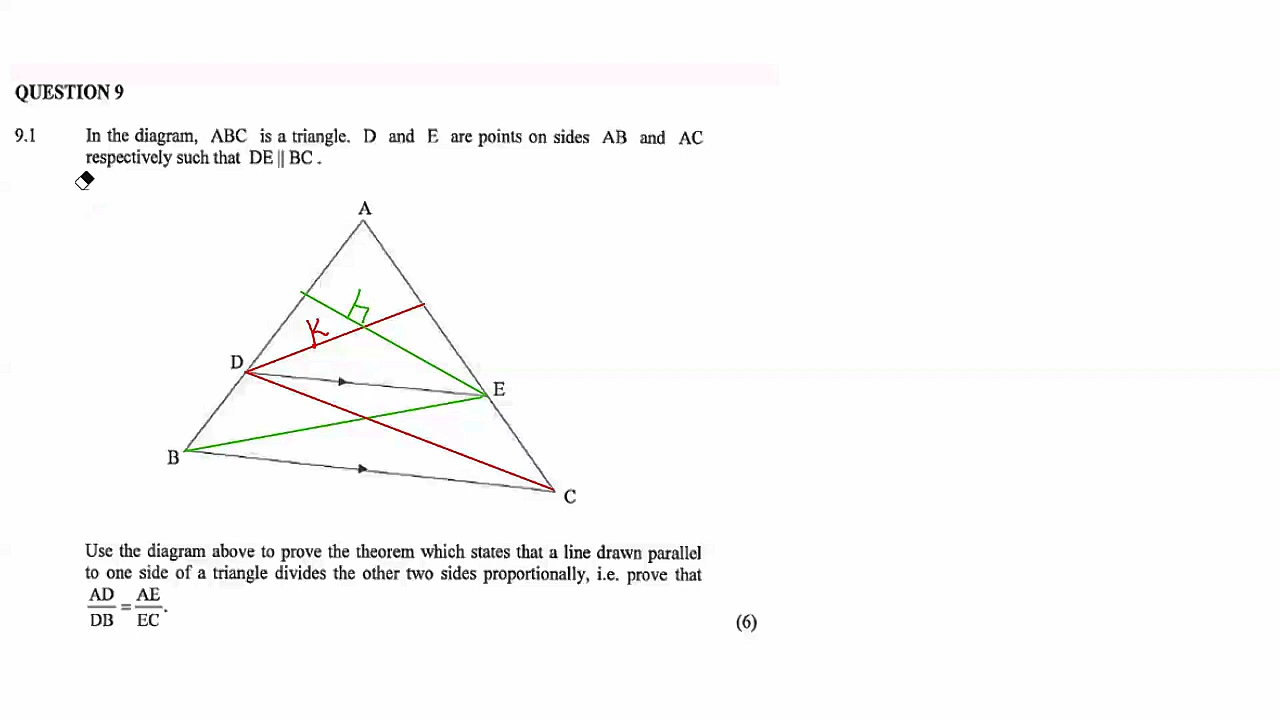 QUESTION 9
9.1 In the diagram, ABC is a triangle. D and E are points on sides AB and AC
respectively such that DE || BC .
A
h
K
D
E
B
C
Use the diagram above to prove the theorem which states that a line drawn parallel
to one side of a triangle divides the other two sides proportionally, i.e. prove that
AD/DB = AE/EC.
(6)